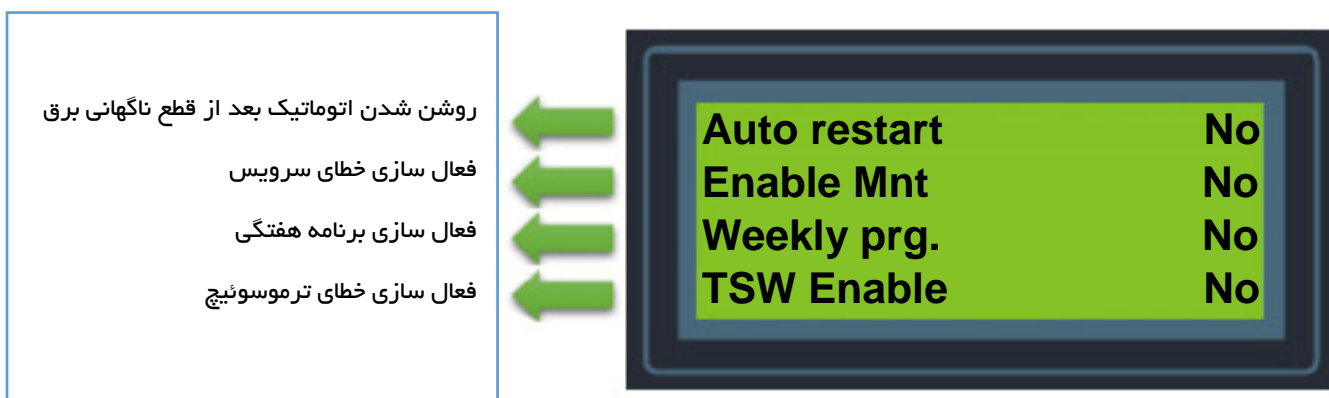 روشن شدن اتوماتیک بعد از قطع ناگهانی برق
فعال سازی خطای سرویس
فعال سازی برنامه هفتگی
فعال سازی خطای ترموسوئیچ
Auto restart No
Enable Mnt No
Weekly prg. No
TSW Enable No